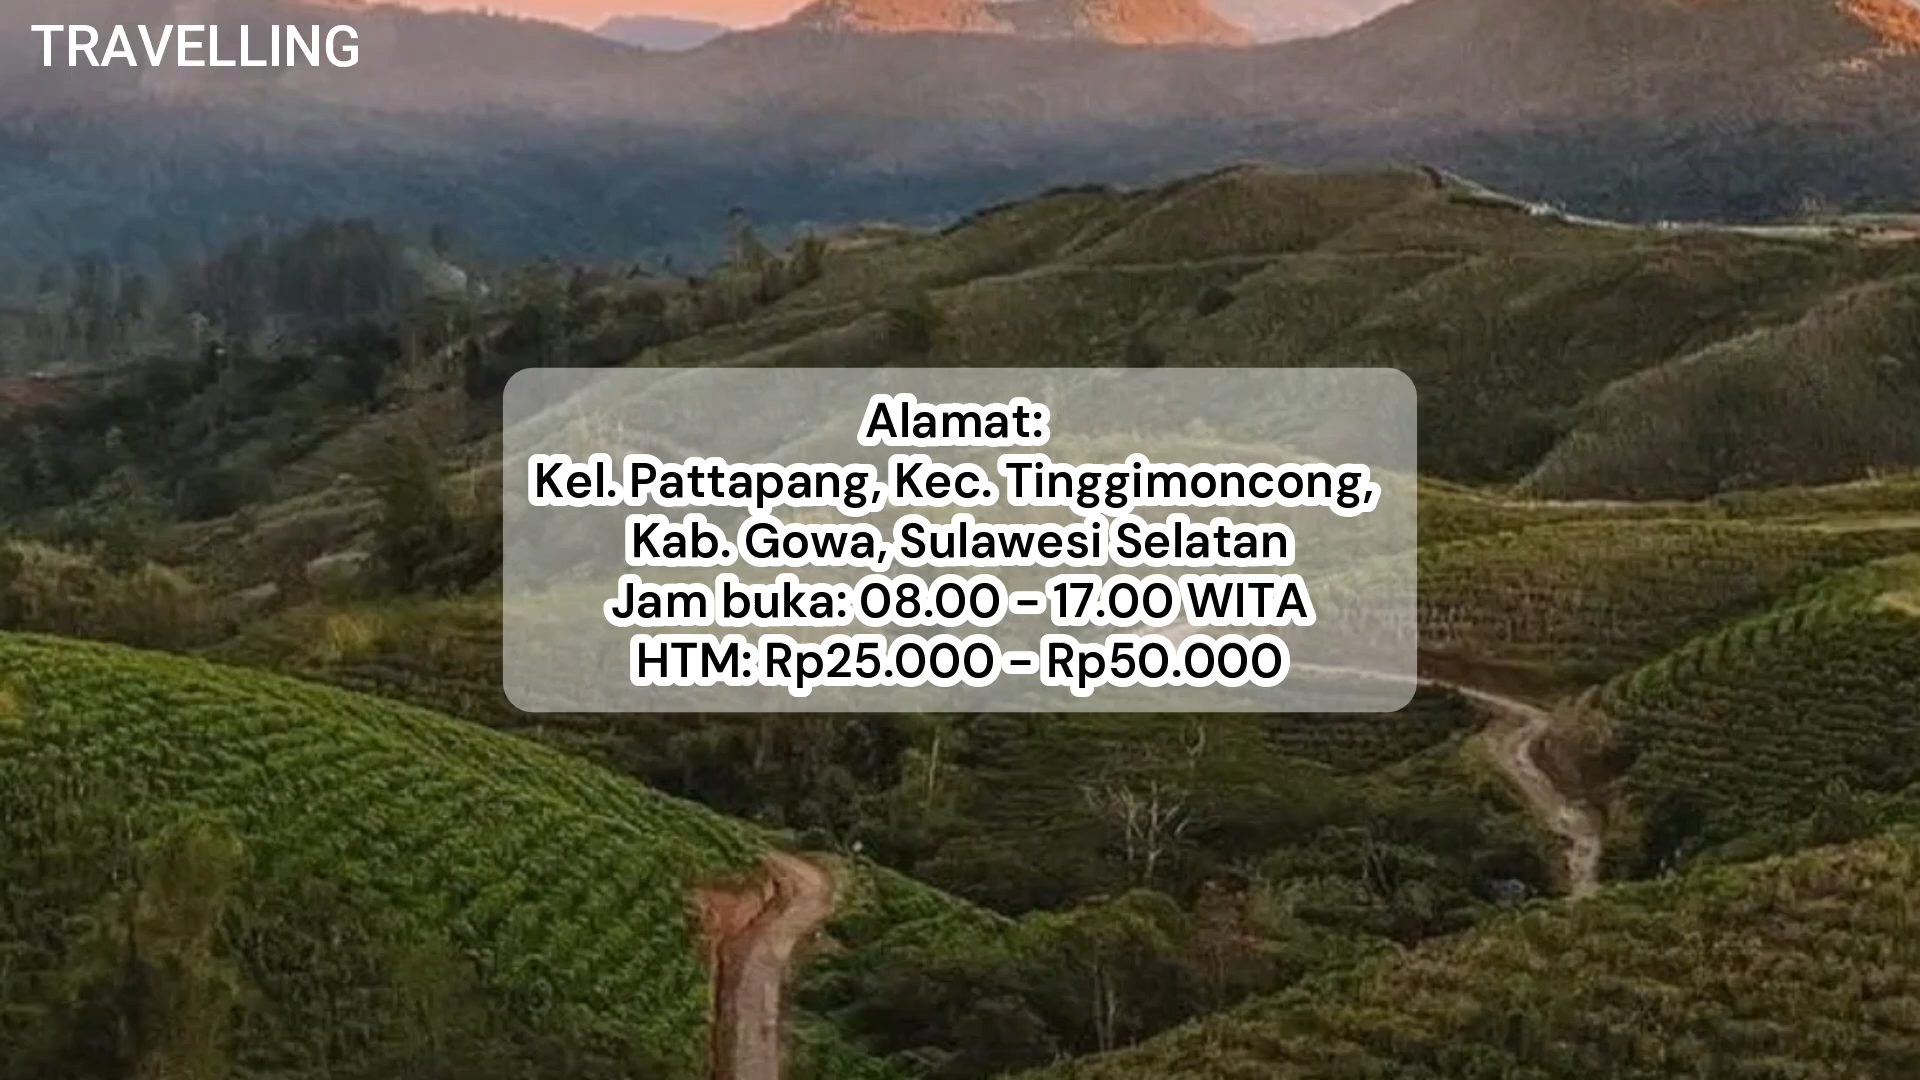 TRAVELLING
Alamat:
Kel. Pattapang, Kec. Tinggimoncong,
Kab. Gowa, Sulawesi Selatan
Jam buka: 08.00 – 17.00 WITA
HTM: Rp25.000 – Rp50.000